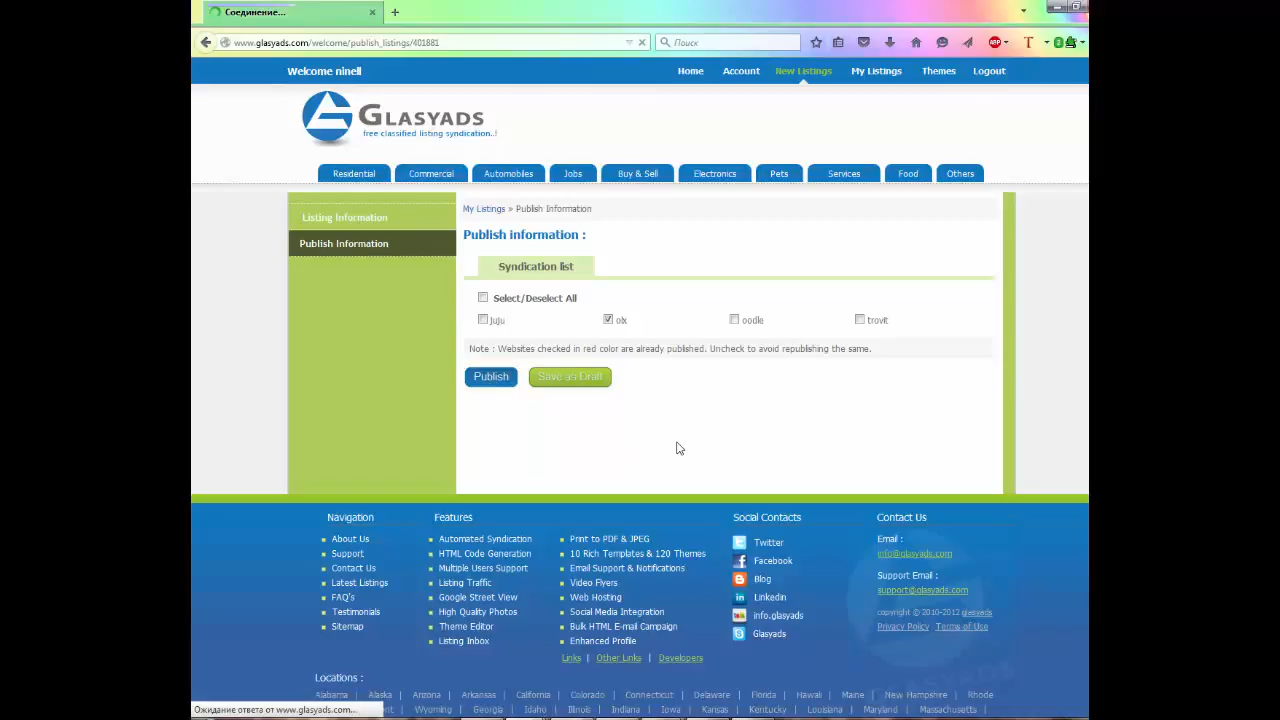 Соединение...
www.glasyads.com/welcome/publish_listings/401881
Поиск
ABP
T
Welcome ninell
Home Account New Listings My Listings Themes Logout
GLASYADS
free classified listing syndication..!
Residential Commercial Automobiles Jobs Buy & Sell Electronics Pets Services Food Others
Listing Information
Publish Information
My Listings » Publish Information
Publish information :
Syndication list
Select/Deselect All
juju olx oodle trovit
Note : Websites checked in red color are already published. Uncheck to avoid republishing the same.
Publish Save as Draft
Navigation
About Us
Support
Contact Us
Latest Listings
FAQ's
Testimonials
Sitemap
Features
Automated Syndication
HTML Code Generation
Multiple Users Support
Listing Traffic
Google Street View
High Quality Photos
Theme Editor
Listing Inbox
Print to PDF & JPEG
10 Rich Templates & 120 Themes
Email Support & Notifications
Video Flyers
Web Hosting
Social Media Integration
Bulk HTML E-mail Campaign
Enhanced Profile
Links | Other Links | Developers
Social Contacts
Twitter
Facebook
Blog
Linkedin
info.glasyads
Glasyads
Contact Us
Email :
info@glasyads.com
Support Email :
support@glasyads.com
copyright © 2010-2012 glasyads
Privacy Policy Terms of Use
Locations :
Alabama Alaska Arizona Arkansas California Colorado Connecticut Delaware Florida Hawaii Maine New Hampshire Rhode
Wyoming Georgia Idaho Illinois Indiana Iowa Kansas Kentucky Louisiana Maryland Massachusetts
Ожидание ответа от www.glasyads.com...